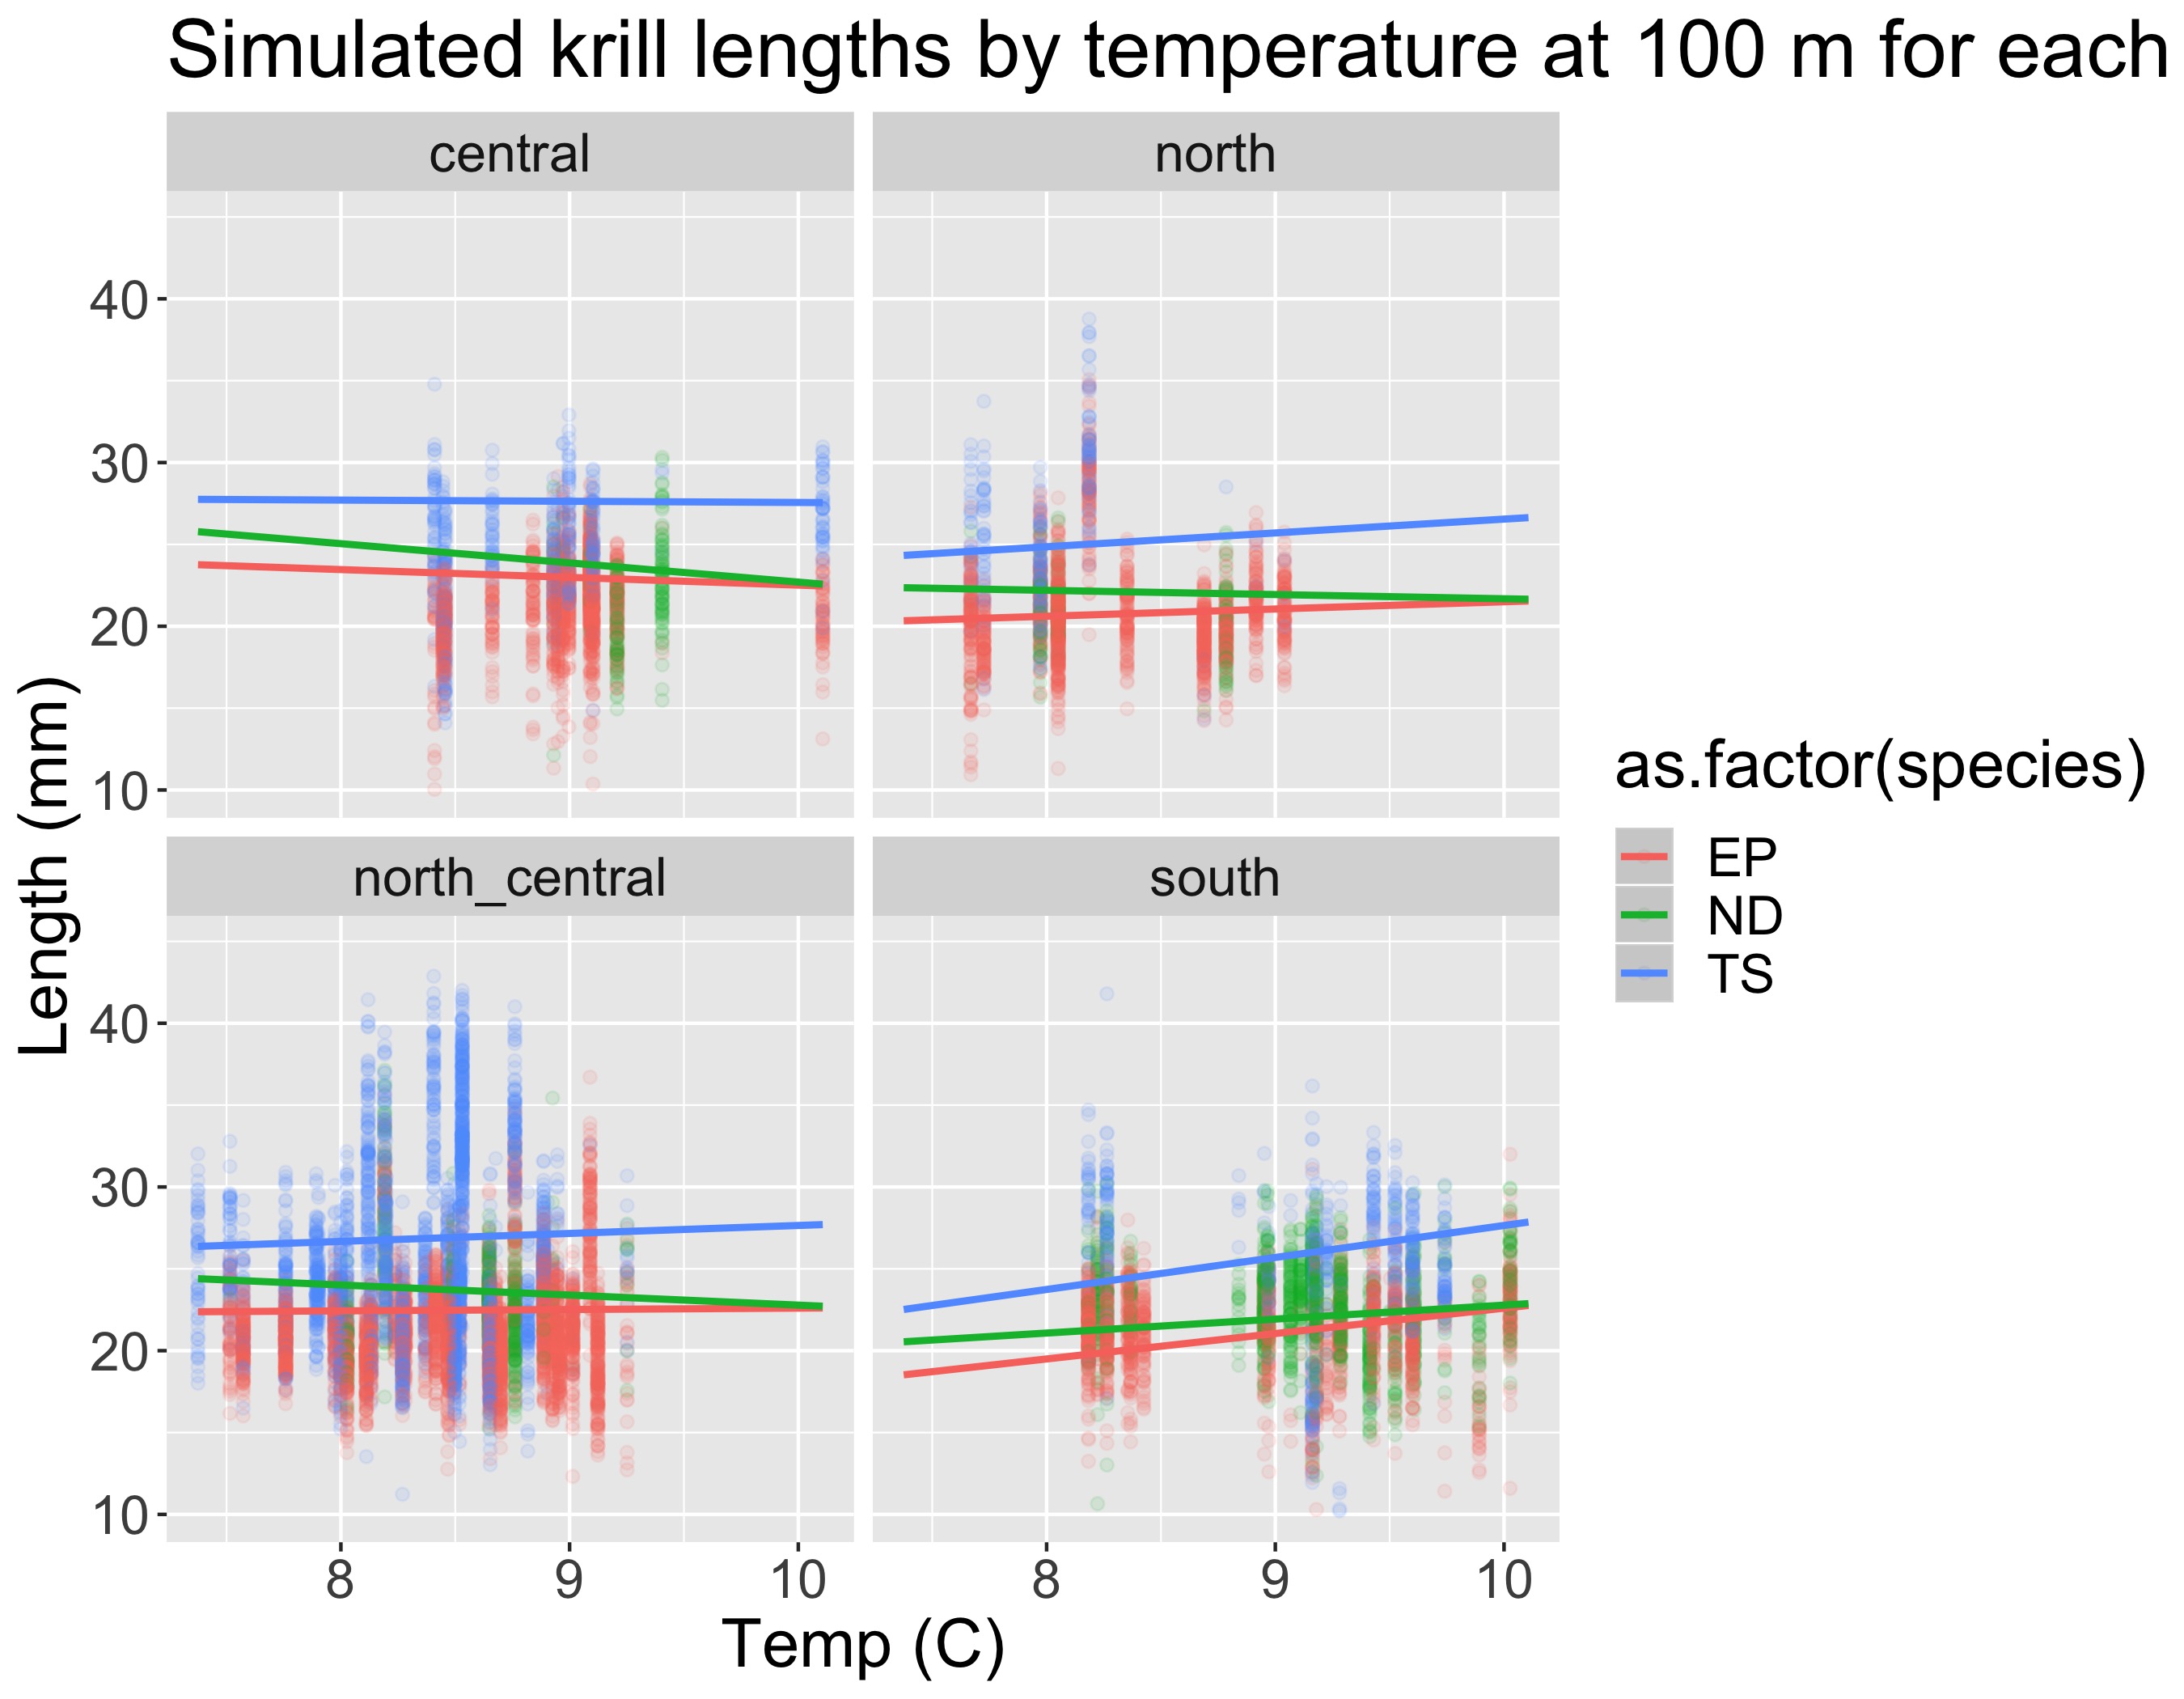 Simulated krill lengths by temperature at 100 m for each
central
north
40
30
20
10
north_central
south
40
30
20
10
8 9 10 8 9 10
Temp (C)
Length (mm)
as.factor(species)
EP
ND
TS